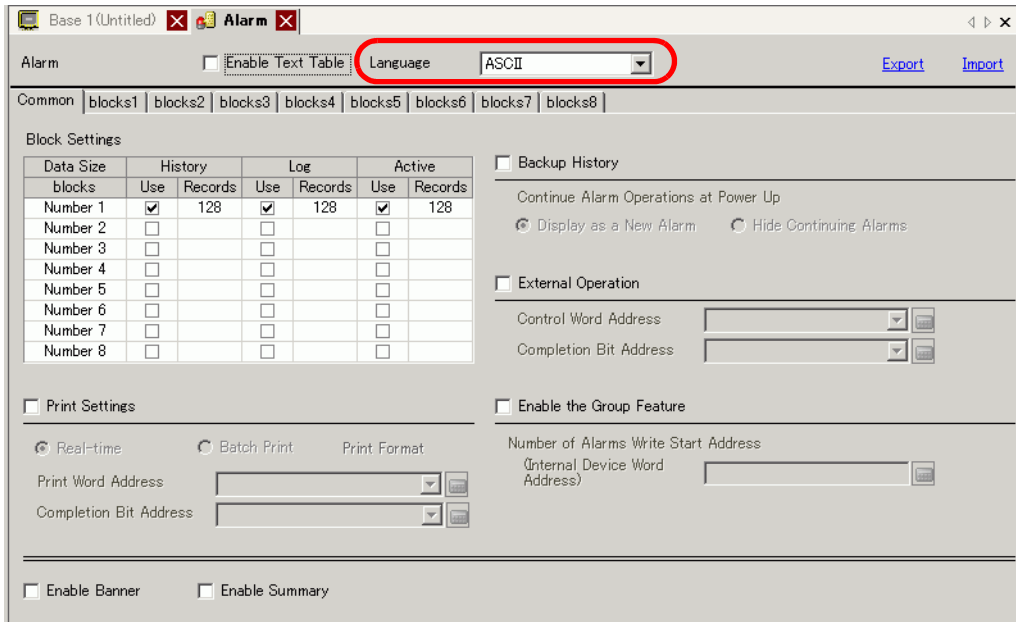 Base 1(Untitled) Alarm
Alarm Enable Text Table Language ASCII Export Import
Common blocks1 blocks2 blocks3 blocks4 blocks5 blocks6 blocks7 blocks8
Block Settings
Data Size History Log Active
blocks Use Records Use Records Use Records
Number 1 128 128 128
Number 2
Number 3
Number 4
Number 5
Number 6
Number 7
Number 8
Backup History
Continue Alarm Operations at Power Up
Display as a New Alarm Hide Continuing Alarms
External Operation
Control Word Address
Completion Bit Address
Print Settings
Real-time Batch Print Print Format
Print Word Address
Completion Bit Address
Enable the Group Feature
Number of Alarms Write Start Address
(Internal Device Word
Address)
Enable Banner Enable Summary